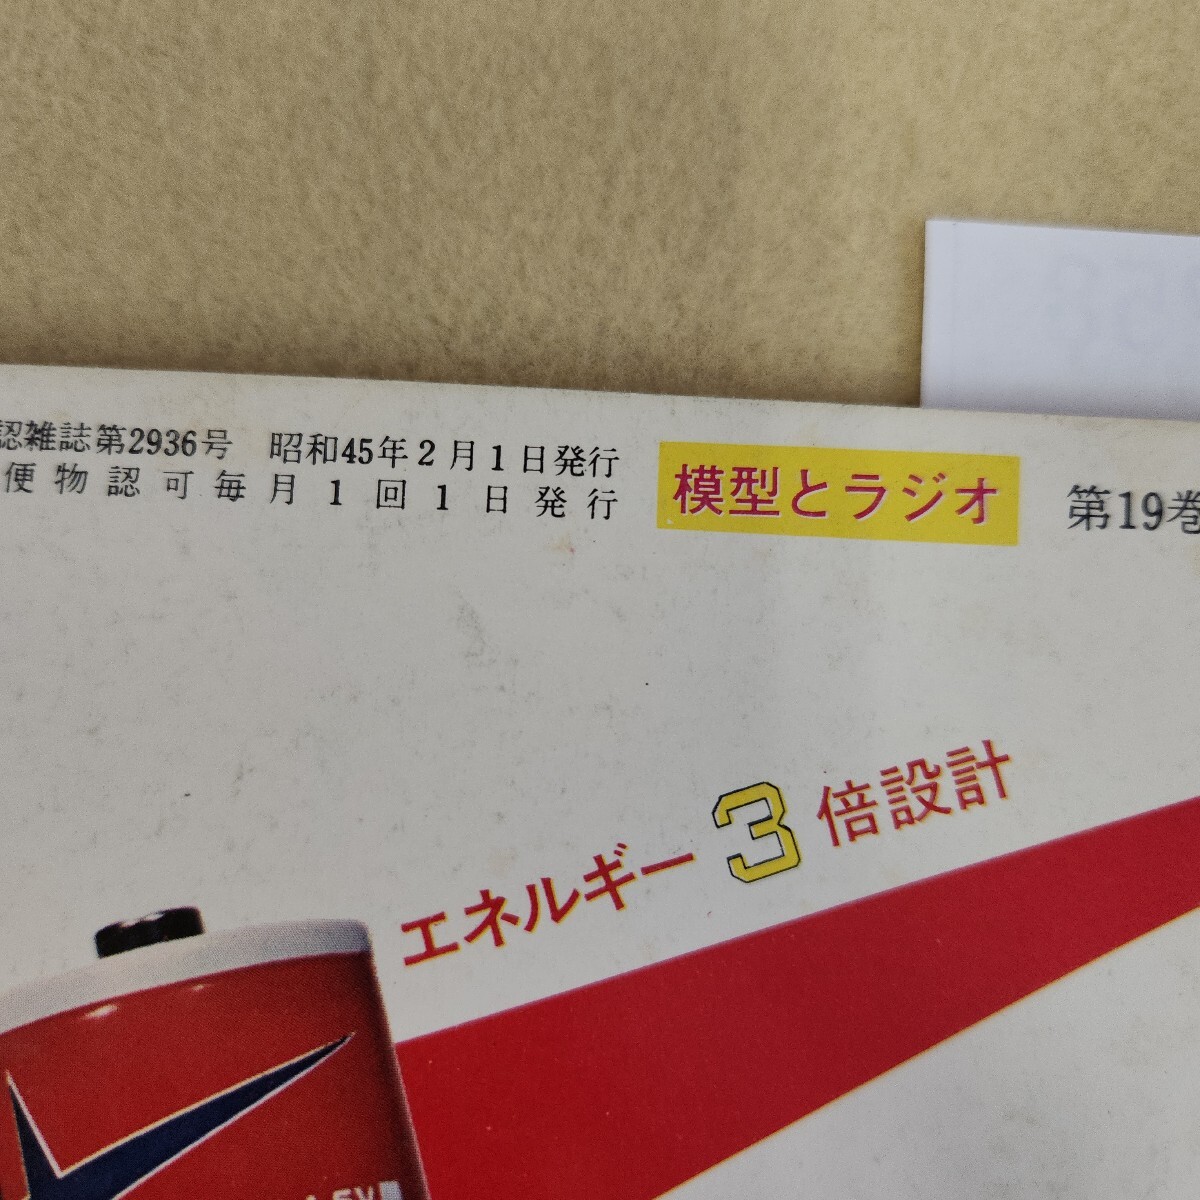 認雑誌第2936号 昭和45年2月1日発行
便物認可毎月1回1日発行
模型とラジオ
第19巻
エネルギー3倍設計